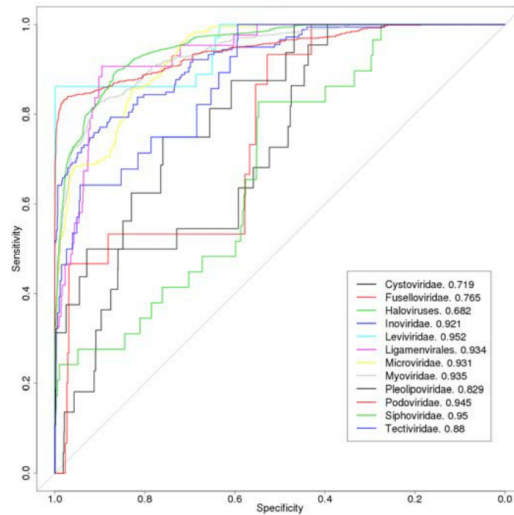 1.0
0.8
0.6
0.4
0.2
0.0
Sensitivity
Cystoviridae. 0.719
Fuselloviridae. 0.765
Haloviruses. 0.682
Inoviridae. 0.921
Leviviridae. 0.952
Ligamenvirales. 0.934
Microviridae. 0.931
Myoviridae. 0.935
Pleolipoviridae. 0.829
Podoviridae. 0.945
Siphoviridae. 0.95
Tectiviridae. 0.88
1.0 0.8 0.6 0.4 0.2 0.0
Specificity